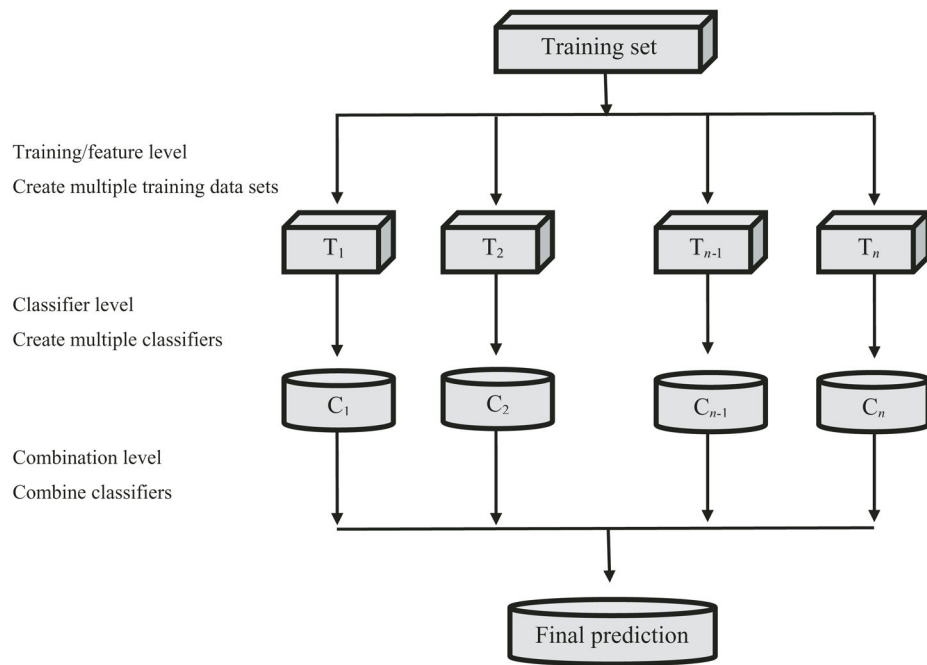 Training set
Training/feature level
Create multiple training data sets
T₁ T₂ Tₙ₋₁ Tₙ
Classifier level
Create multiple classifiers
C₁ C₂ Cₙ₋₁ Cₙ
Combination level
Combine classifiers
Final prediction